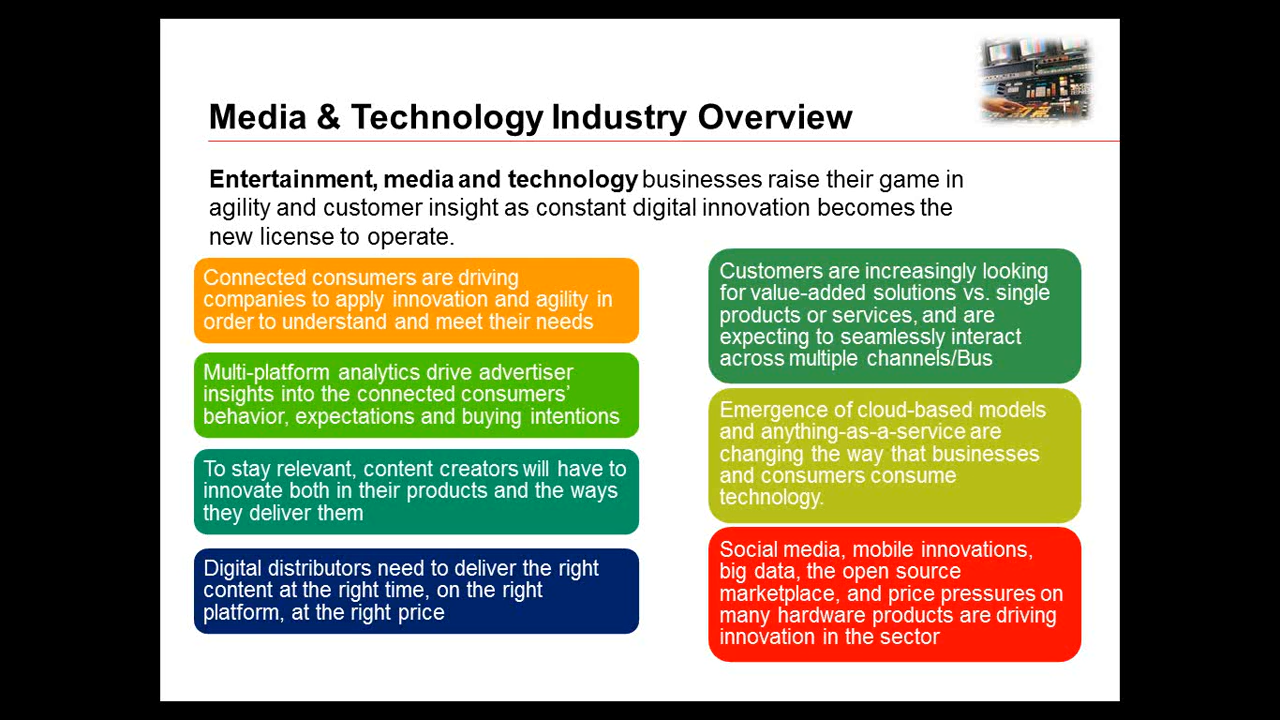 Media & Technology Industry Overview
Entertainment, media and technology businesses raise their game in
agility and customer insight as constant digital innovation becomes the
new license to operate.
Connected consumers are driving
companies to apply innovation and agility in
order to understand and meet their needs
Multi-platform analytics drive advertiser
insights into the connected consumers’
behavior, expectations and buying intentions
To stay relevant, content creators will have to
innovate both in their products and the ways
they deliver them
Digital distributors need to deliver the right
content at the right time, on the right
platform, at the right price
Customers are increasingly looking
for value-added solutions vs. single
products or services, and are
expecting to seamlessly interact
across multiple channels/Bus
Emergence of cloud-based models
and anything-as-a-service are
changing the way that businesses
and consumers consume
technology.
Social media, mobile innovations,
big data, the open source
marketplace, and price pressures on
many hardware products are driving
innovation in the sector